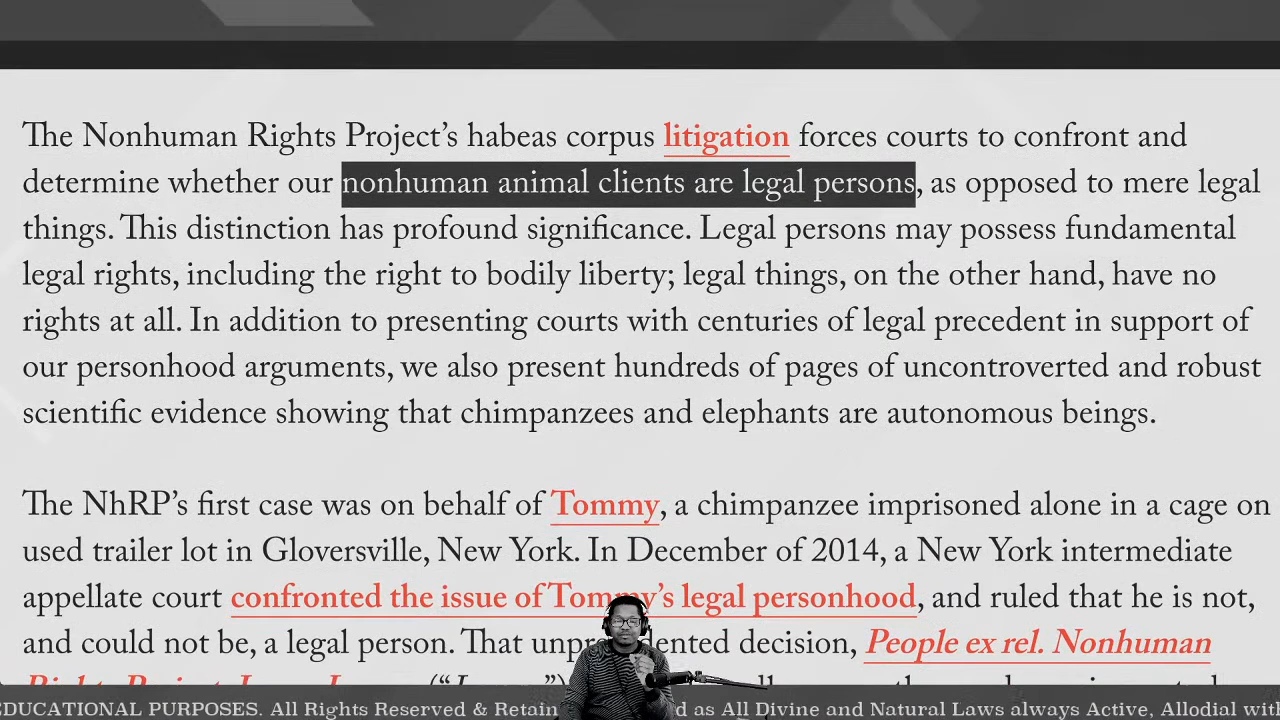 The Nonhuman Rights Project's habeas corpus litigation forces courts to confront and
determine whether our nonhuman animal clients are legal persons, as opposed to mere legal
things. This distinction has profound significance. Legal persons may possess fundamental
legal rights, including the right to bodily liberty; legal things, on the other hand, have no
rights at all. In addition to presenting courts with centuries of legal precedent in support of
our personhood arguments, we also present hundreds of pages of uncontroverted and robust
scientific evidence showing that chimpanzees and elephants are autonomous beings.
The NhRP's first case was on behalf of Tommy, a chimpanzee imprisoned alone in a cage on
used trailer lot in Gloversville, New York. In December of 2014, a New York intermediate
appellate court confronted the issue of Tommy's legal personhood, and ruled that he is not,
and could not be, a legal person. That decision, People ex rel. Nonhuman
EDUCATIONAL PURPOSES. All Rights Reserved & Retain d as All Divine and Natural Laws always Active, Allodial with